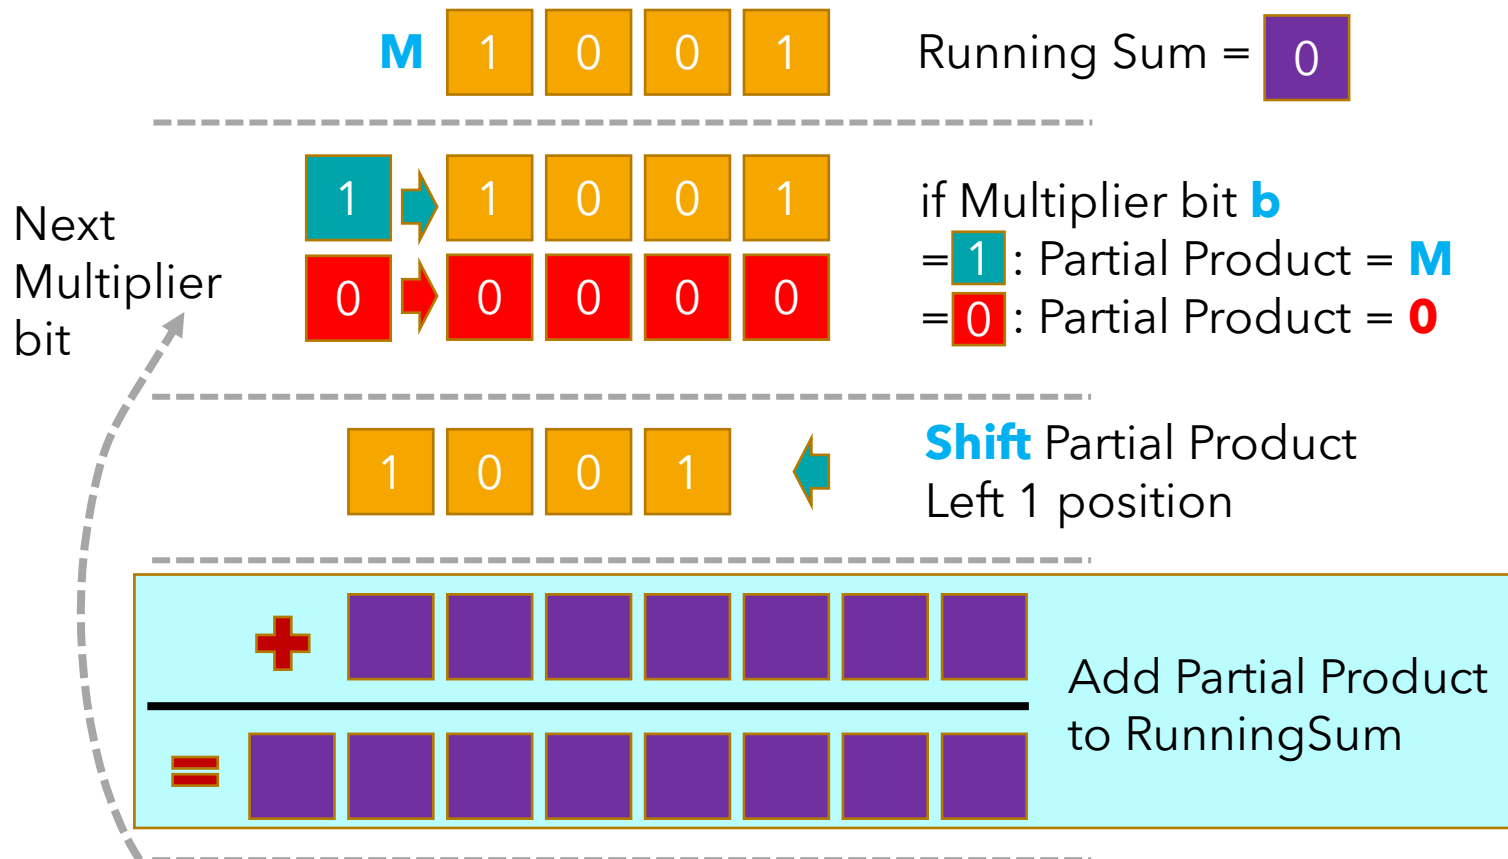 M 1 0 0 1 Running Sum = 0
Next
Multiplier
bit
1 1 0 0 1
0 0 0 0 0
if Multiplier bit b
= 1 : Partial Product = M
= 0 : Partial Product = 0
1 0 0 1
Shift Partial Product
Left 1 position
+
=
Add Partial Product
to RunningSum